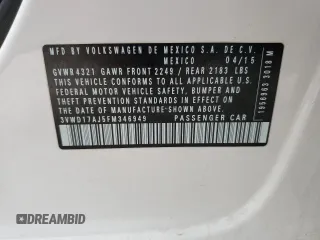 MFD BY VOLKSWAGEN DE MEXICO S.A. DE C.V.
MEXICO 04/15
GVWR 4321 GAWR FRONT 2249 / REAR 2183 LBS
THIS VEHICLE CONFORMS TO ALL APPLICABLE U.S.
FEDERAL MOTOR VEHICLE SAFETY, BUMPER, AND
THEFT PREVENTION STANDARDS IN EFFECT ON THE
DATE OF MANUFACTURE SHOWN ABOVE.
3VWD17AJ5FM346949 PASSENGER CAR
1956362 3018 M
DREAMBID